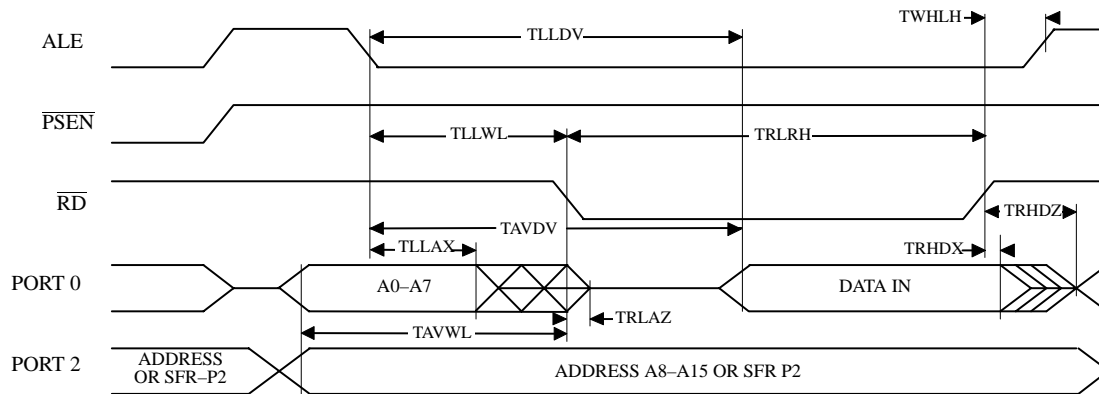 TWHLH
ALE
TLLDV
PSEN
TLLWL
TRLRH
RD
TRHDZ
TAVDV
TLLAX
TRHDX
PORT 0
A0–A7
DATA IN
TRLAZ
TAVWL
PORT 2
ADDRESS
OR SFR–P2
ADDRESS A8–A15 OR SFR P2